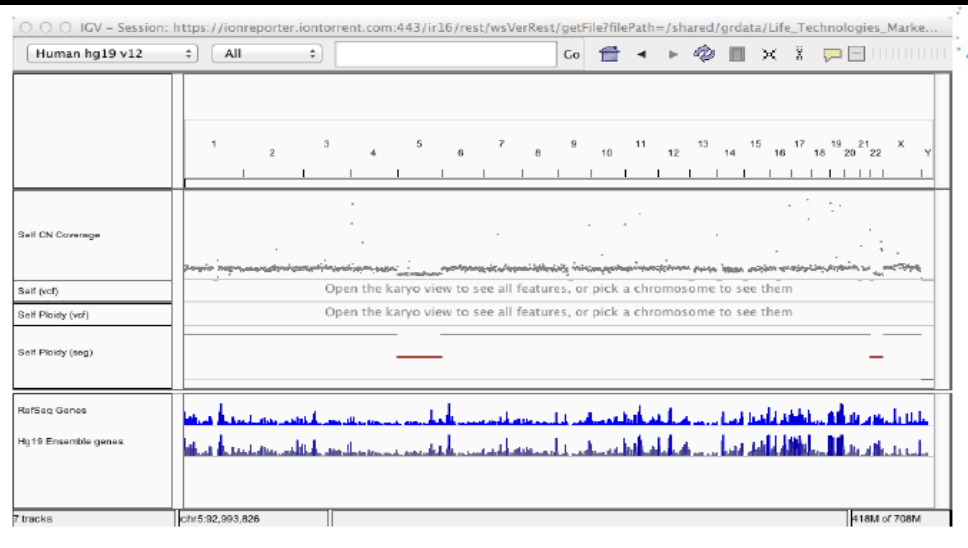 IGV – Session: https://ionreporter.iontorrent.com:443/ir16/rest/wsVerRest/getFile?filePath=/shared/grdata/Life_Technologies_Marke...
Human hg19 v12 All Go
1 2 3 4 5 6 7 8 9 10 11 12 13 14 15 16 17 18 19 20 21 22 X Y
Self CN Coverage
Self (vcf) Open the karyo view to see all features, or pick a chromosome to see them
Self Ploidy (vcf) Open the karyo view to see all features, or pick a chromosome to see them
Self Ploidy (seg)
RefSeq Genes
Hg19 Ensemble genes
7 tracks chr5:92,993,826 418M of 708M